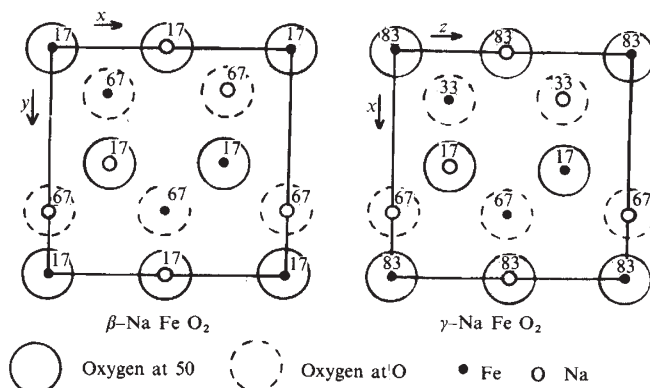 x
17 17 17
67 67
y
17 17
67 67 67
17 17 17
β–Na Fe O₂
z
83 83 83
33 33
x
17 17
67 67 67
83 83 83
γ–Na Fe O₂
Oxygen at 50 Oxygen at O Fe Na